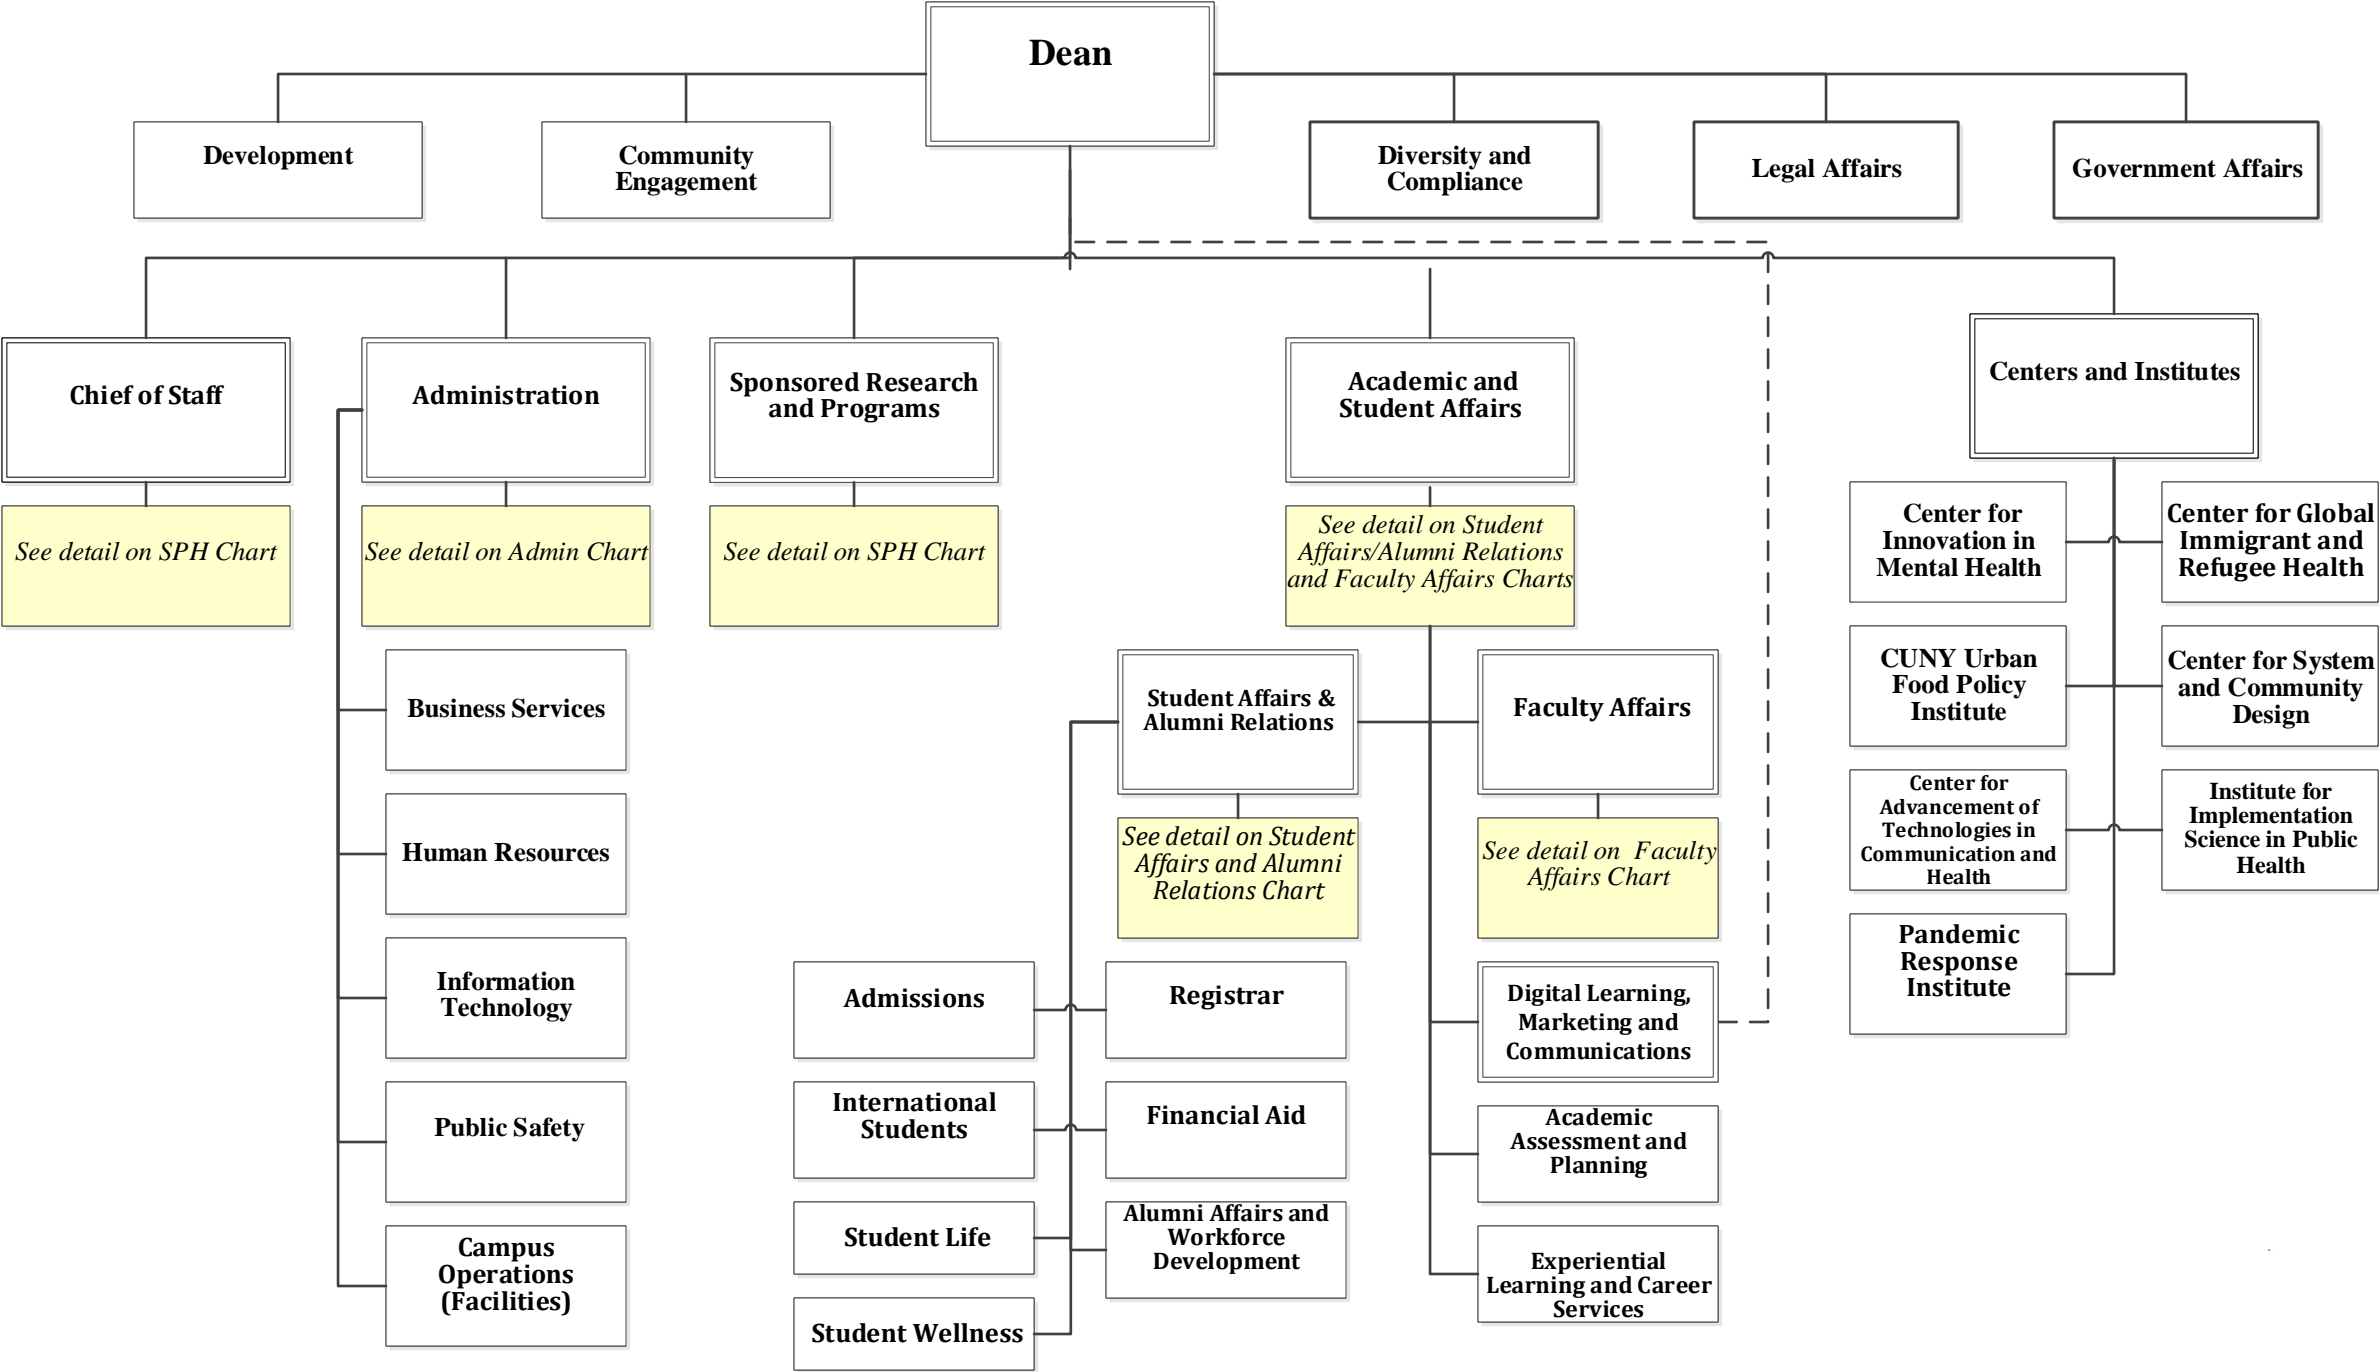 Dean
Development
Community
Engagement
Diversity and
Compliance
Legal Affairs
Government Affairs
Chief of Staff
Administration
Sponsored Research
and Programs
Academic and
Student Affairs
Centers and Institutes
See detail on SPH Chart
See detail on Admin Chart
See detail on SPH Chart
See detail on Student
Affairs/Alumni Relations
and Faculty Affairs Charts
Center for
Innovation in
Mental Health
Center for Global
Immigrant and
Refugee Health
CUNY Urban
Food Policy
Institute
Center for System
and Community
Design
Center for
Advancement of
Technologies in
Communication and
Health
Institute for
Implementation
Science in Public
Health
Pandemic
Response
Institute
Business Services
Human Resources
Information
Technology
Public Safety
Campus
Operations
(Facilities)
Student Affairs &
Alumni Relations
Faculty Affairs
See detail on Student
Affairs and Alumni
Relations Chart
See detail on  Faculty
Affairs Chart
Admissions
Registrar
International
Students
Financial Aid
Student Life
Alumni Affairs and
Workforce
Development
Student Wellness
Digital Learning,
Marketing and
Communications
Academic
Assessment and
Planning
Experiential
Learning and Career
Services